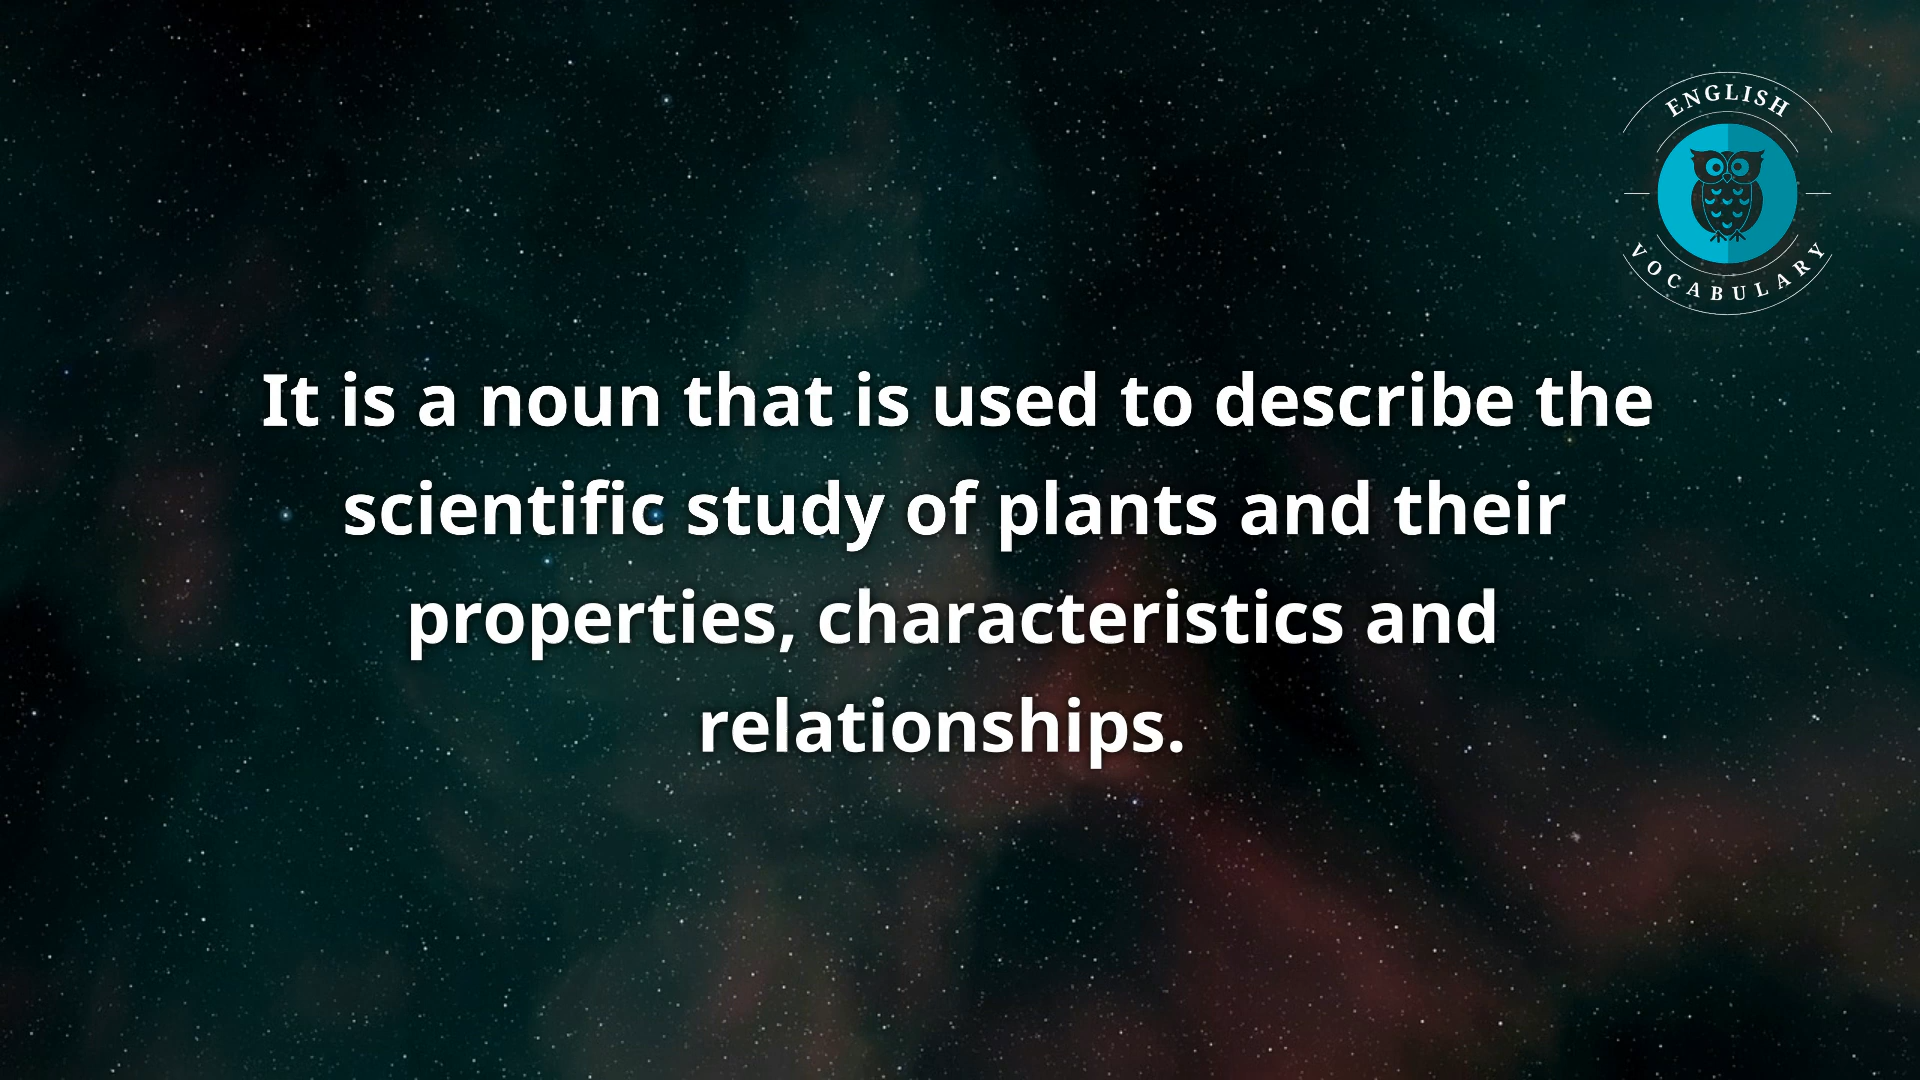 ENGLISH
VOCABULARY
It is a noun that is used to describe the
scientific study of plants and their
properties, characteristics and
relationships.